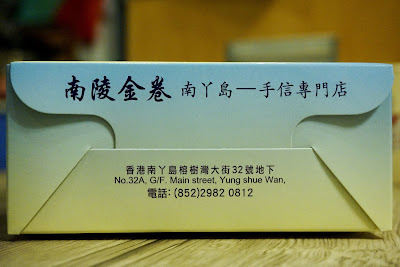 南陵金卷 南丫島—手信專門店
香港南丫島榕樹灣大街32號地下
No.32A, G/F. Main street, Yung shue Wan,
電話: (852)2982 0812